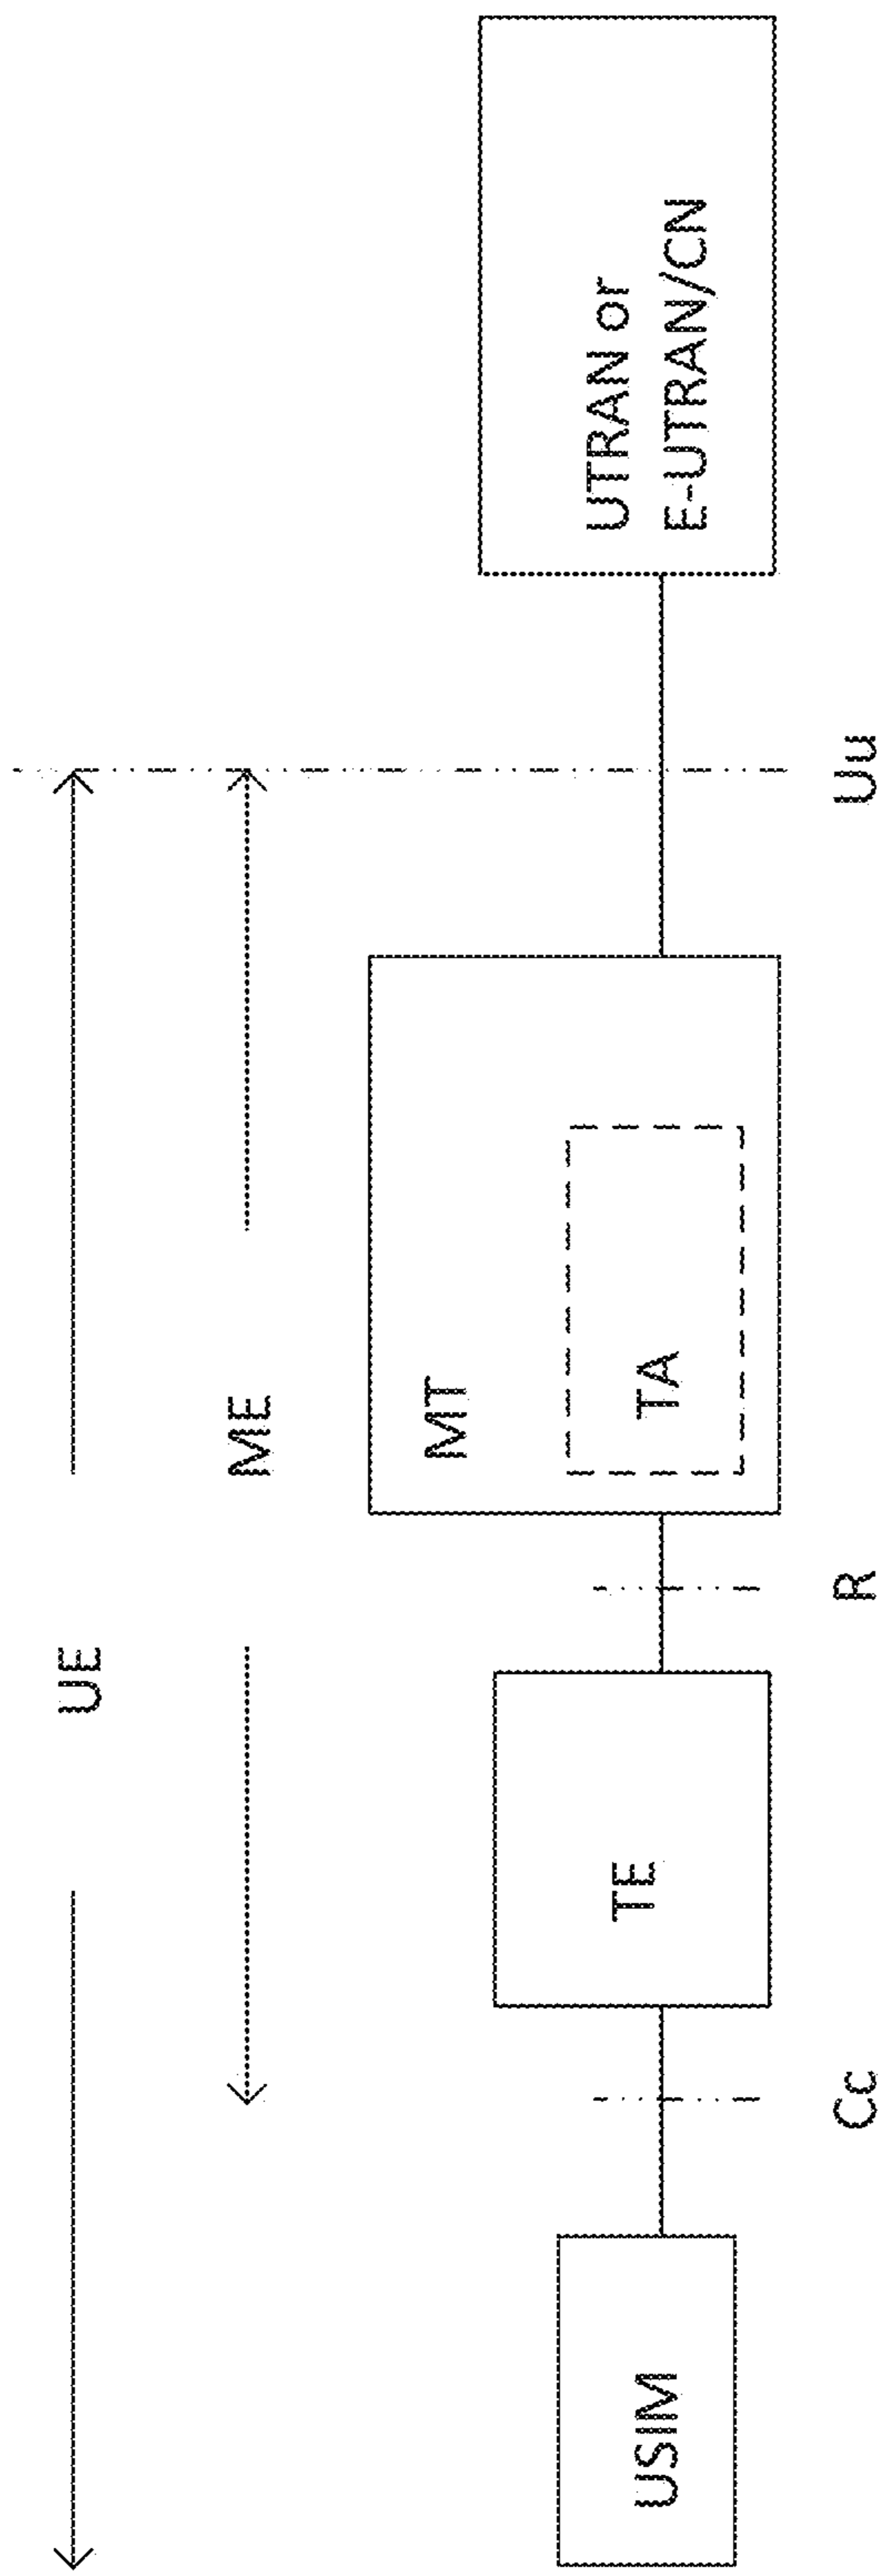 UE
ME
MT
UTRAN or
E-UTRAN/CN
USIM
TE
TA
Cc
R
Uu